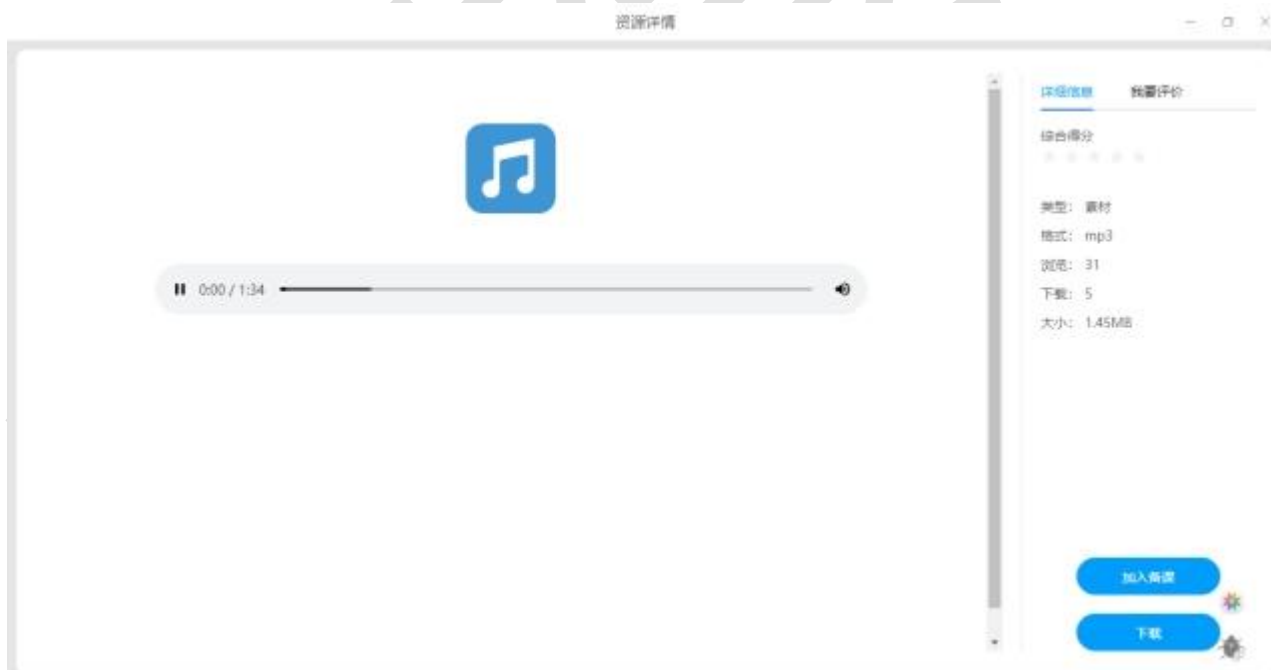 资源详情
详细信息 我要评价
综合得分
类型: 素材
格式: mp3
浏览: 31
下载: 5
大小: 1.45MB
0:00 / 1:34
加入备课
下载